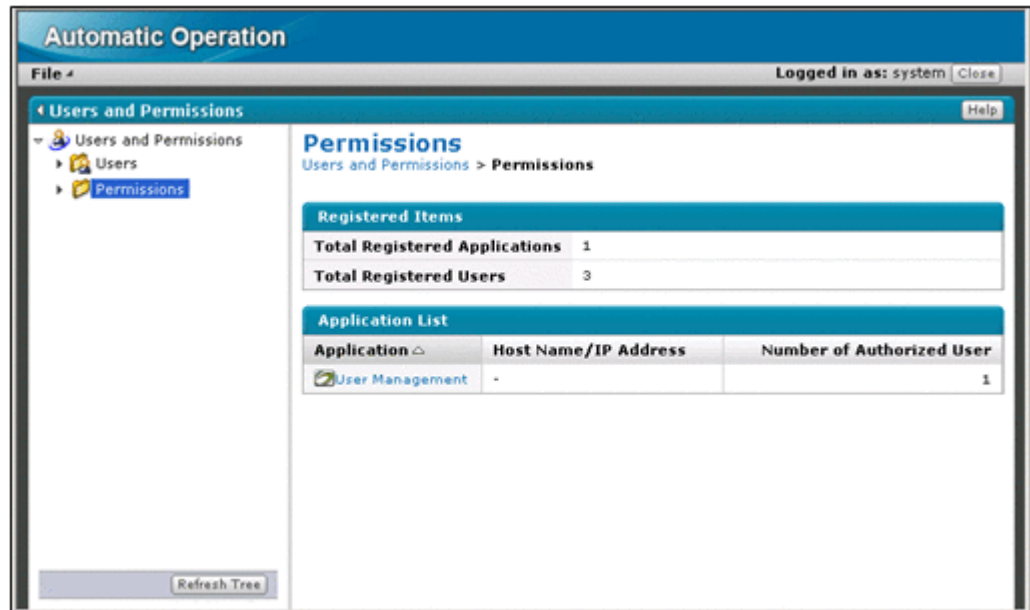 Automatic Operation
File
Logged in as: system Close
Users and Permissions
Help
Users and Permissions
Users
Permissions
Refresh Tree
Permissions
Users and Permissions > Permissions
Registered Items
Total Registered Applications 1
Total Registered Users 3
Application List
Application Host Name/IP Address Number of Authorized User
User Management - 1